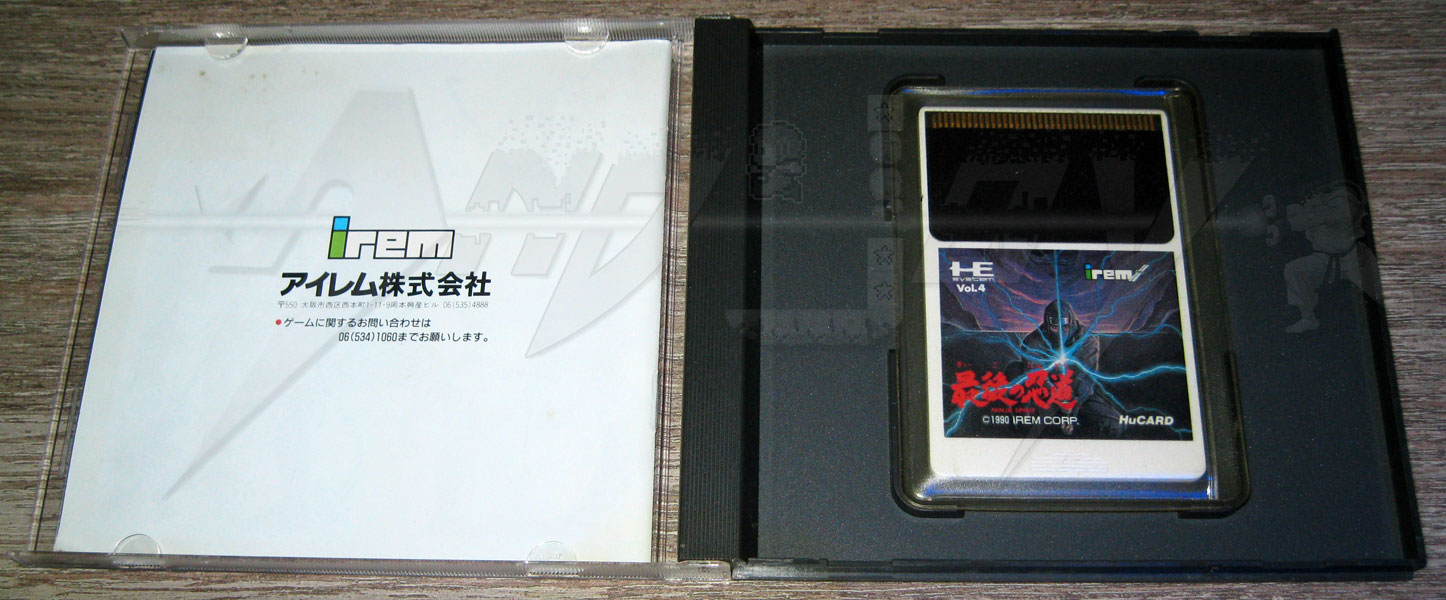 irem
アイレム株式会社
〒550 大阪市西区西本町1-11-9岡本興産ビル 06(535)4888
●ゲームに関するお問い合わせは
06(534)1060までお願いします。
HE
SYSTEM
Vol.4
irem
最後の忍道
NINJA SPIRIT
©1990 IREM CORP.
HuCARD